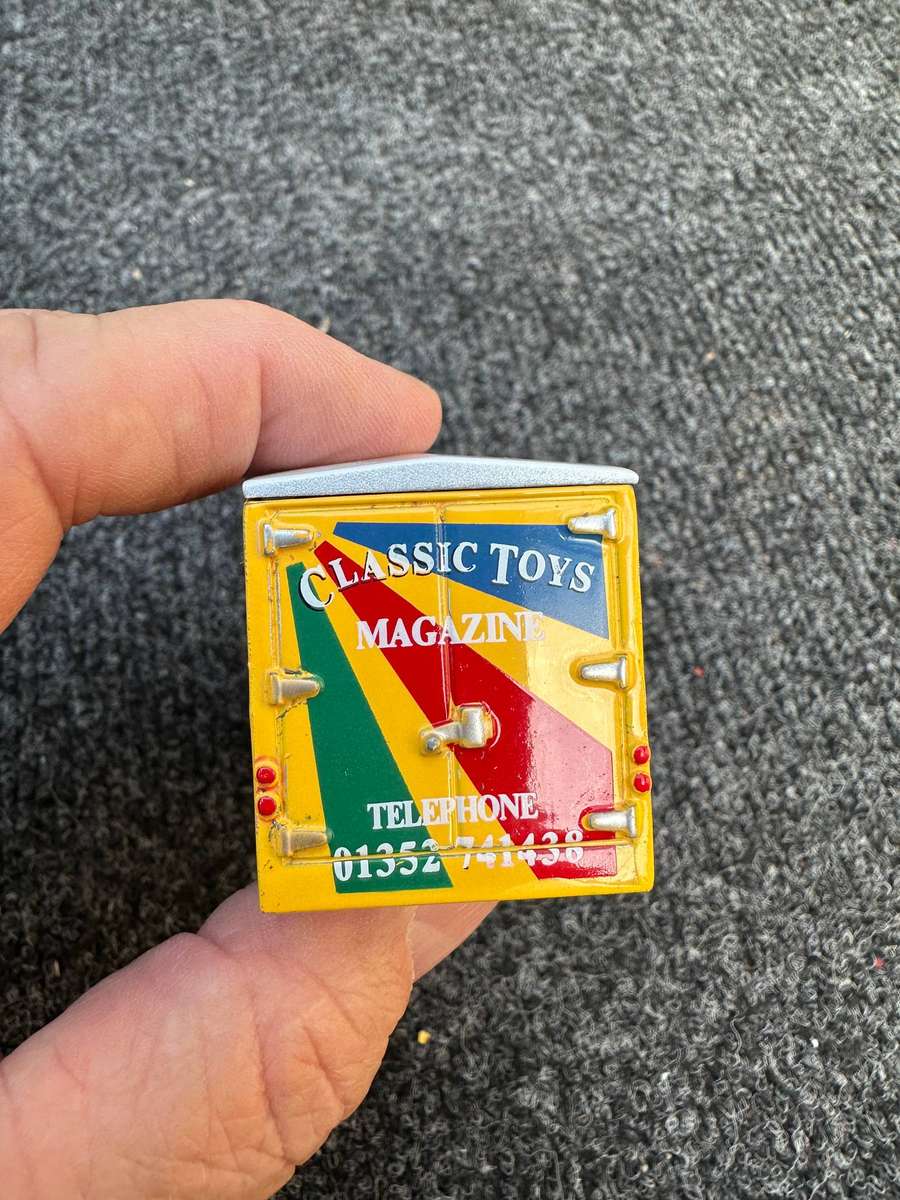 CLASSIC TOYS
MAGAZINE
TELEPHONE
01352 741438